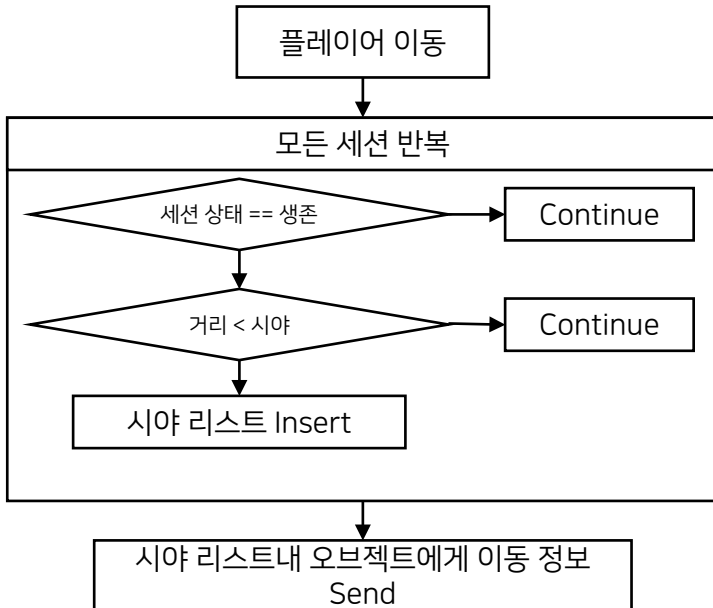 플레이어 이동
모든 세션 반복
세션 상태 == 생존
Continue
거리 < 시야
Continue
시야 리스트 Insert
시야 리스트내 오브젝트에게 이동 정보
Send